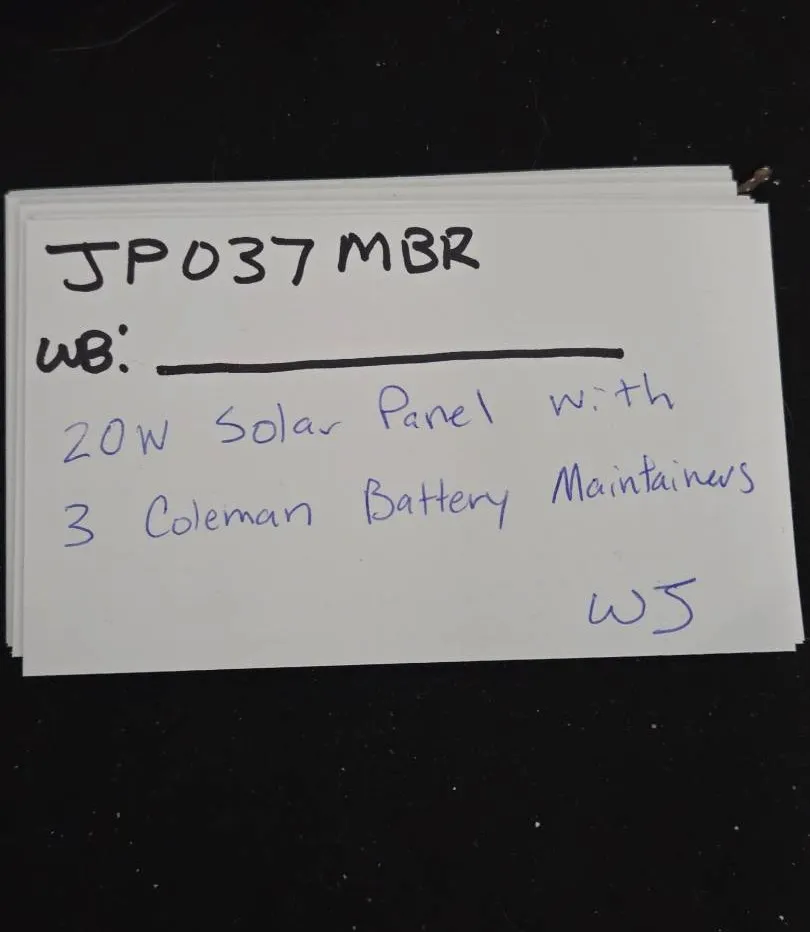 JP037MBR
WB: ___________
20W Solar Panel with
3 Coleman Battery Maintainers
WJ